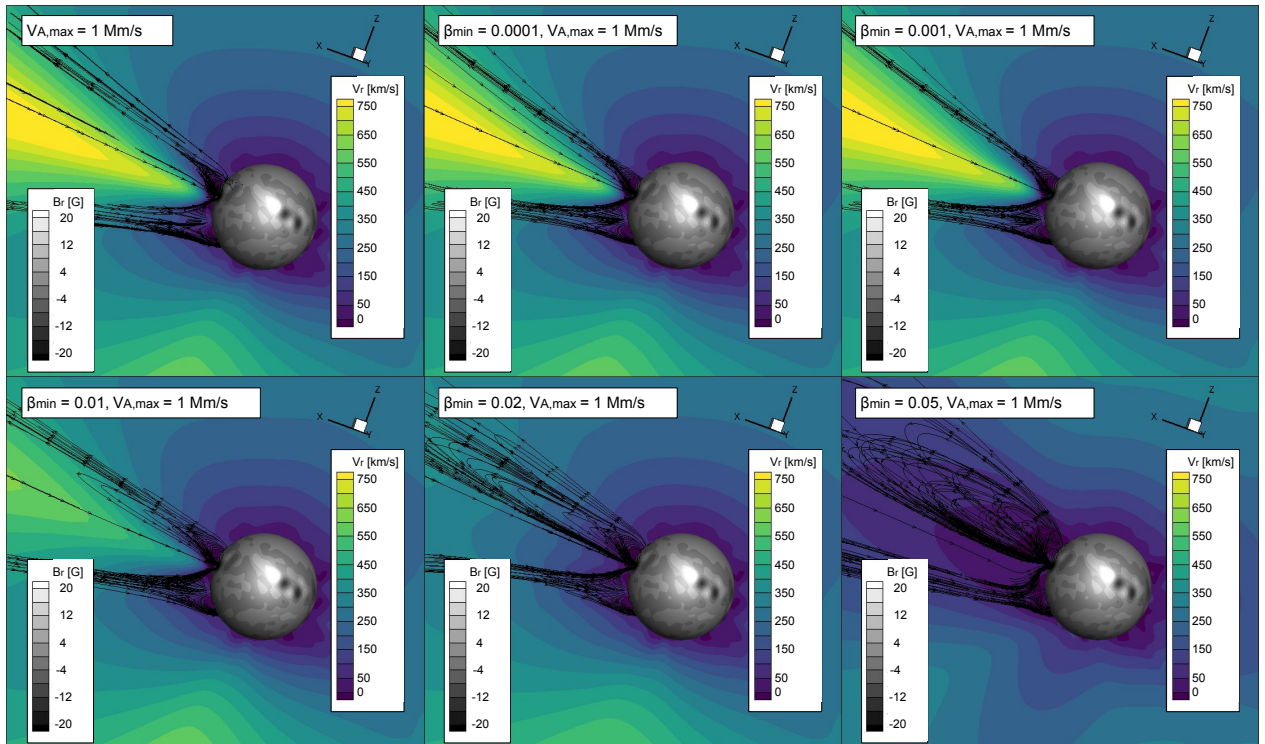 VA,max = 1 Mm/s
Z
X
Y
Vr [km/s]
750
650
550
450
350
250
150
50
0
Br [G]
20
12
4
-4
-12
-20
βmin = 0.0001, VA,max = 1 Mm/s
Z
X
Y
Vr [km/s]
750
650
550
450
350
250
150
50
0
Br [G]
20
12
4
-4
-12
-20
βmin = 0.001, VA,max = 1 Mm/s
Z
X
Y
Vr [km/s]
750
650
550
450
350
250
150
50
0
Br [G]
20
12
4
-4
-12
-20
βmin = 0.01, VA,max = 1 Mm/s
Z
X
Y
Vr [km/s]
750
650
550
450
350
250
150
50
0
Br [G]
20
12
4
-4
-12
-20
βmin = 0.02, VA,max = 1 Mm/s
Z
X
Y
Vr [km/s]
750
650
550
450
350
250
150
50
0
Br [G]
20
12
4
-4
-12
-20
βmin = 0.05, VA,max = 1 Mm/s
Z
X
Y
Vr [km/s]
750
650
550
450
350
250
150
50
0
Br [G]
20
12
4
-4
-12
-20